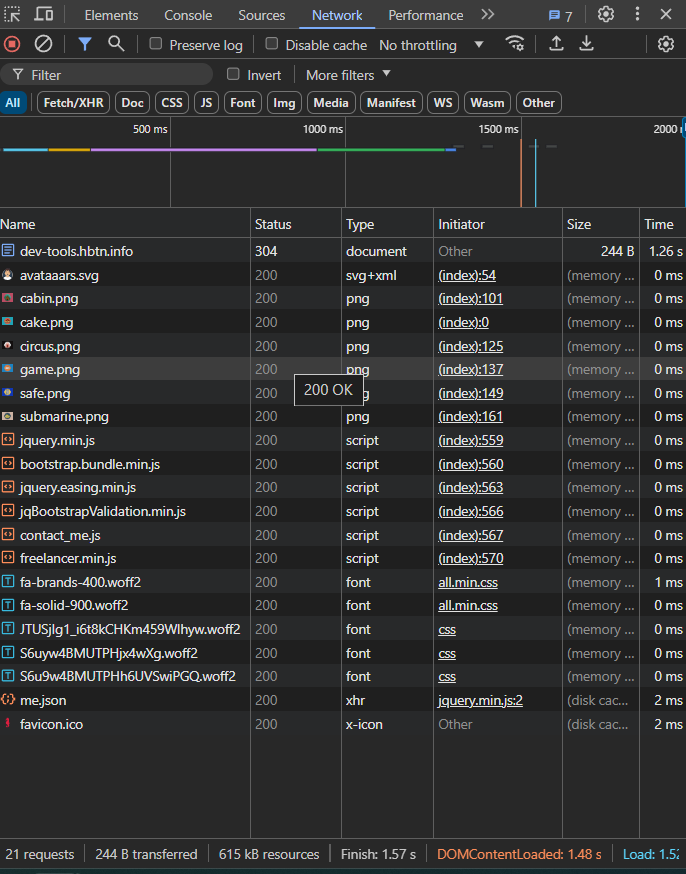 Elements Console Sources Network Performance 7
Preserve log Disable cache No throttling
Filter Invert More filters
All Fetch/XHR Doc CSS JS Font Img Media Manifest WS Wasm Other
500 ms 1000 ms 1500 ms 2000
Name Status Type Initiator Size Time
dev-tools.hbtn.info 304 document Other 244 B 1.26 s
avataaars.svg 200 svg+xml (index):54 (memory ... 0 ms
cabin.png 200 png (index):101 (memory ... 0 ms
cake.png 200 png (index):0 (memory ... 0 ms
circus.png 200 png (index):125 (memory ... 0 ms
game.png 200 png (index):137 (memory ... 0 ms
safe.png 200 (index):149 (memory ... 0 ms
200 OK
submarine.png 200 png (index):161 (memory ... 0 ms
jquery.min.js 200 script (index):559 (memory ... 0 ms
bootstrap.bundle.min.js 200 script (index):560 (memory ... 0 ms
jquery.easing.min.js 200 script (index):563 (memory ... 0 ms
jqBootstrapValidation.min.js 200 script (index):566 (memory ... 0 ms
contact_me.js 200 script (index):567 (memory ... 0 ms
freelancer.min.js 200 script (index):570 (memory ... 0 ms
fa-brands-400.woff2 200 font all.min.css (memory ... 1 ms
fa-solid-900.woff2 200 font all.min.css (memory ... 0 ms
JTUSjIg1_i6t8kCHKm459Wlhyw.woff2 200 font css (memory ... 0 ms
S6uyw4BMUTPHjx4wXg.woff2 200 font css (memory ... 0 ms
S6u9w4BMUTPHh6UVSwiPGQ.woff2 200 font css (memory ... 0 ms
me.json 200 xhr jquery.min.js:2 (disk cac... 2 ms
favicon.ico 200 x-icon Other (disk cac... 2 ms
21 requests 244 B transferred 615 kB resources Finish: 1.57 s DOMContentLoaded: 1.48 s Load: 1.52